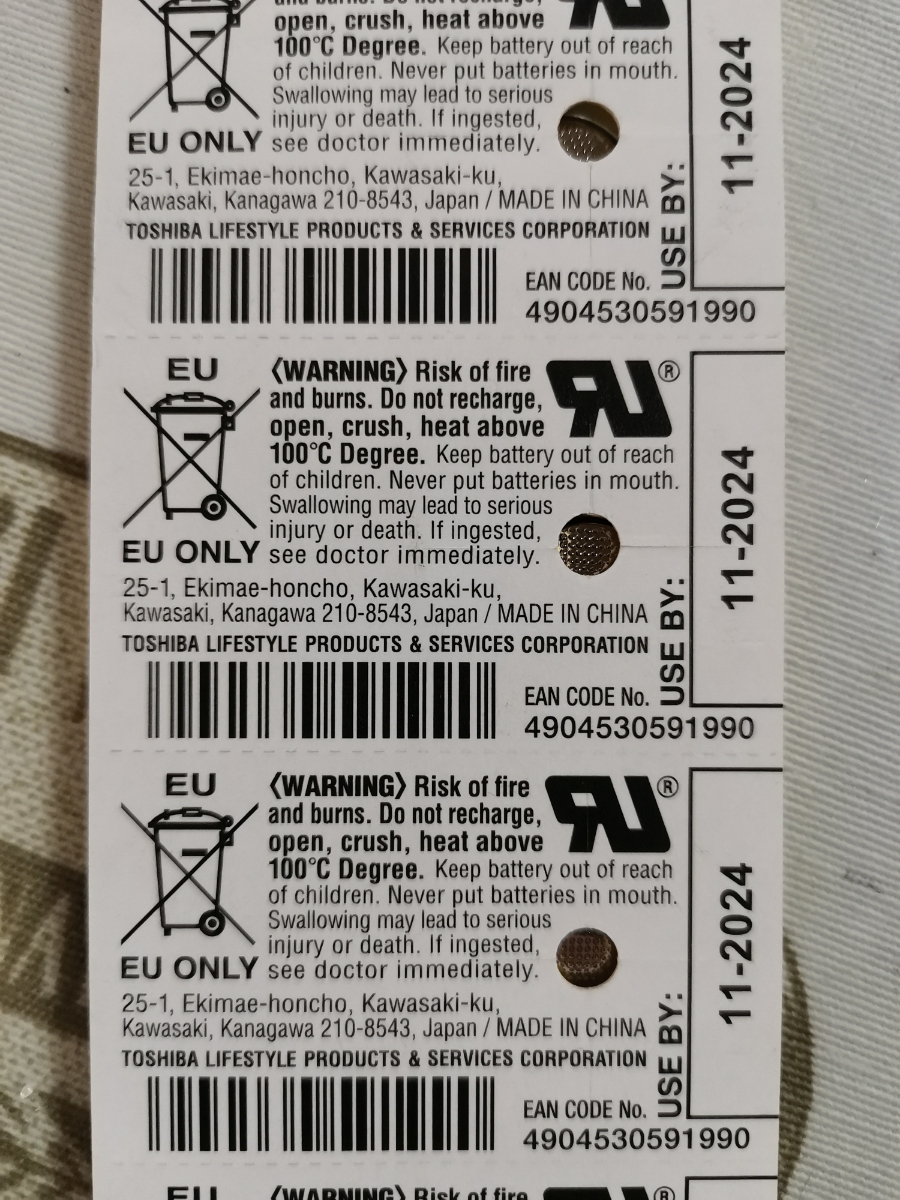 and burns. Do not recharge,
open, crush, heat above
100°C Degree. Keep battery out of reach
of children. Never put batteries in mouth.
Swallowing may lead to serious
injury or death. If ingested,
EU ONLY see doctor immediately.
25-1, Ekimae-honcho, Kawasaki-ku,
Kawasaki, Kanagawa 210-8543, Japan / MADE IN CHINA
TOSHIBA LIFESTYLE PRODUCTS & SERVICES CORPORATION
EAN CODE No.
4904530591990
USE BY:
11-2024
EU
〈WARNING〉 Risk of fire
and burns. Do not recharge,
open, crush, heat above
100°C Degree. Keep battery out of reach
of children. Never put batteries in mouth.
Swallowing may lead to serious
injury or death. If ingested,
EU ONLY see doctor immediately.
25-1, Ekimae-honcho, Kawasaki-ku,
Kawasaki, Kanagawa 210-8543, Japan / MADE IN CHINA
TOSHIBA LIFESTYLE PRODUCTS & SERVICES CORPORATION
EAN CODE No.
4904530591990
®
USE BY:
11-2024
EU
〈WARNING〉 Risk of fire
and burns. Do not recharge,
open, crush, heat above
100°C Degree. Keep battery out of reach
of children. Never put batteries in mouth.
Swallowing may lead to serious
injury or death. If ingested,
EU ONLY see doctor immediately.
25-1, Ekimae-honcho, Kawasaki-ku,
Kawasaki, Kanagawa 210-8543, Japan / MADE IN CHINA
TOSHIBA LIFESTYLE PRODUCTS & SERVICES CORPORATION
EAN CODE No.
4904530591990
®
USE BY:
11-2024
EU
〈WARNING〉 Risk of fire
®